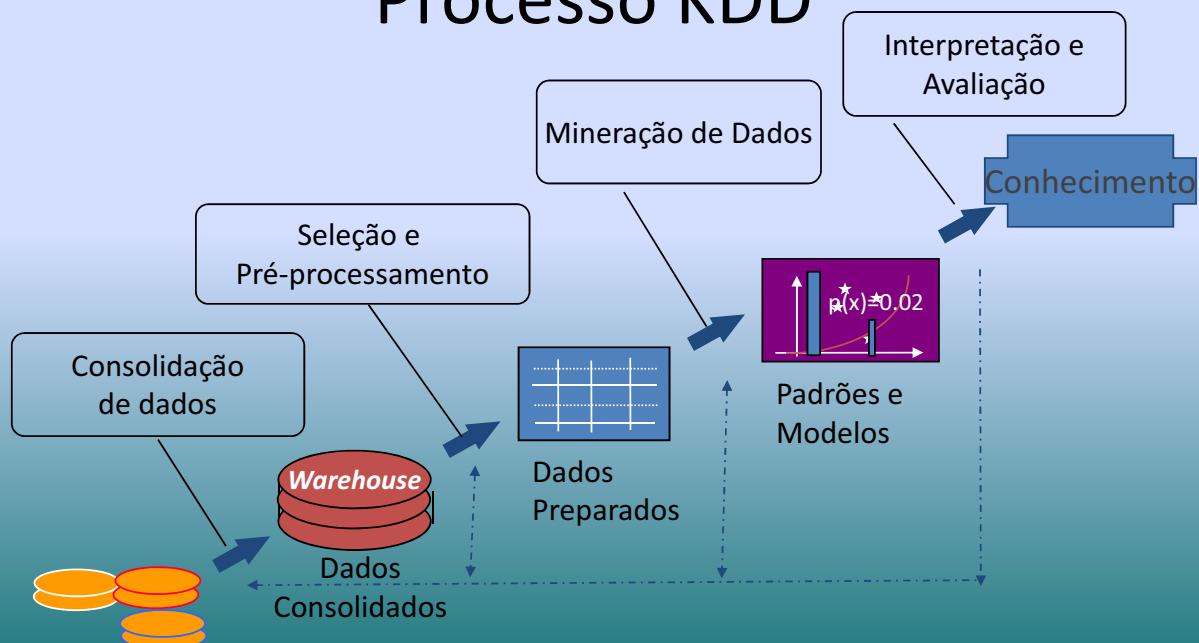 Processo KDD
Interpretação e
Avaliação
Mineração de Dados
Conhecimento
Seleção e
Pré-processamento
p(x)=0.02
Consolidação
de dados
Padrões e
Modelos
Warehouse
Dados
Preparados
Dados
Consolidados